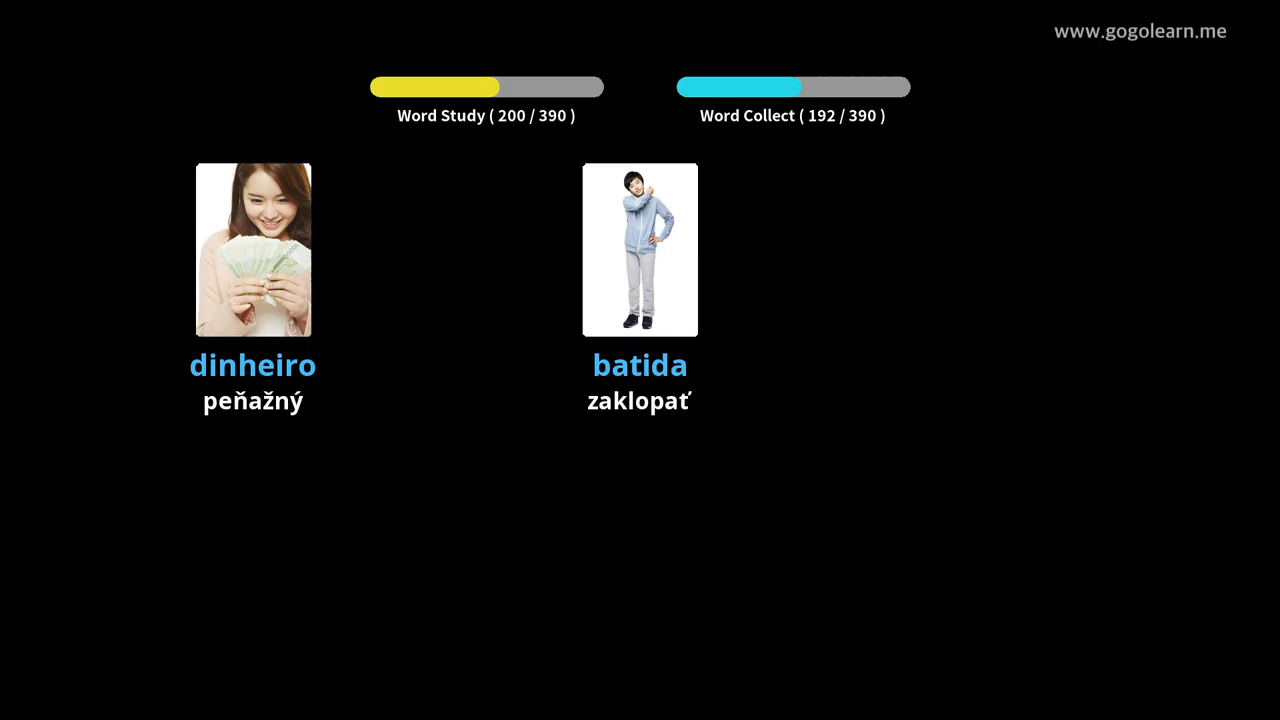 www.gogolearn.me
Word Study ( 200 / 390 )
Word Collect ( 192 / 390 )
dinheiro
peňažný
batida
zaklopať